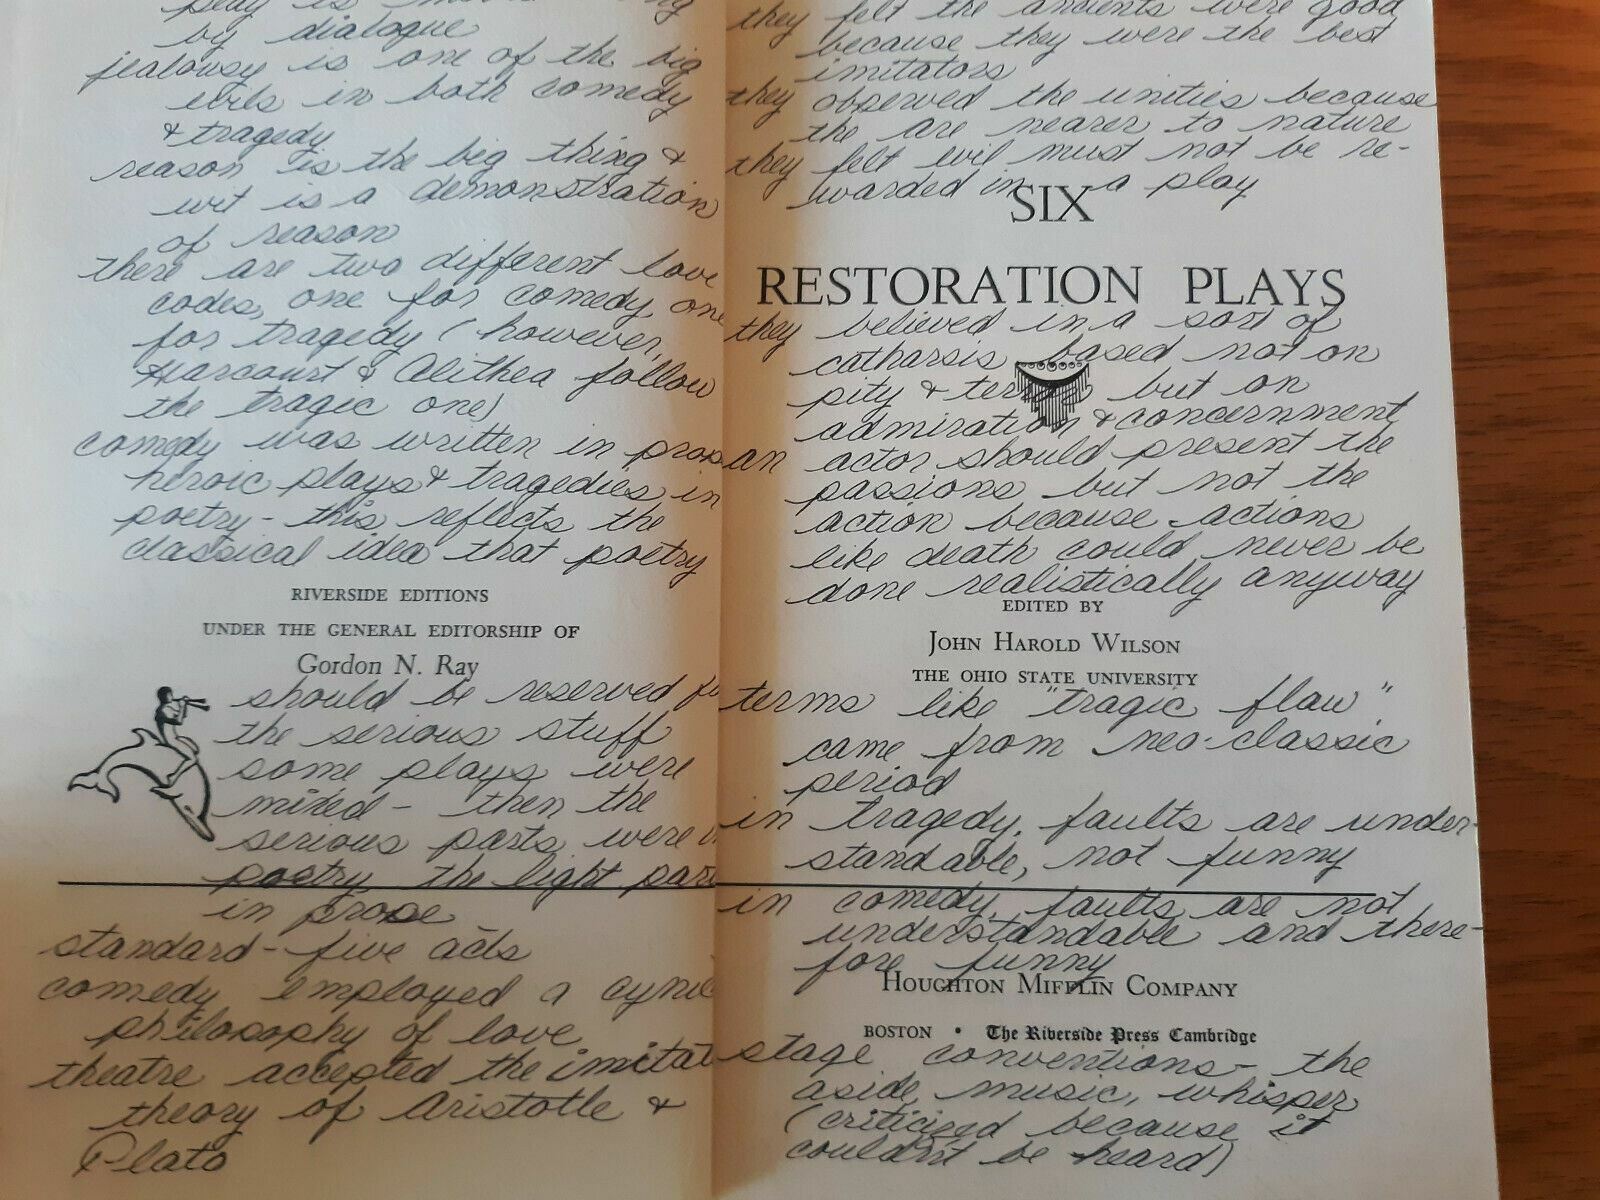 play is
by dialogue
jealousy is one of the big
evils in both comedy
& tragedy
reason is the big thing &
wit is a demonstration
of reason
there are two different love
codes, one for comedy, one
for tragedy (however,
Harcourt & Alithea follow
the tragic one)
comedy was written in prose
heroic plays & tragedies in
poetry - this reflects the
classical idea that poetry
RIVERSIDE EDITIONS
UNDER THE GENERAL EDITORSHIP OF
Gordon N. Ray
should be reserved fo
the serious stuff
some plays were
mixed - then the
serious parts were
poetry, the light part
in prose
standard - five acts
comedy employed a cynic
philosophy of love
theatre accepted the imitat
theory of Aristotle &
Plato
they felt the ancients were good
because they were the best
imitators
they observed the unities because
the are nearer to nature
they felt evil must not be re-
warded in a play
SIX
RESTORATION PLAYS
they believed in a sort of
catharsis based not on
pity & terror but on
admiration & concernment
an actor should present the
passions but not the
action because actions
like death could never be
done realistically anyway
EDITED BY
JOHN HAROLD WILSON
THE OHIO STATE UNIVERSITY
terms like "tragic flaw"
came from neo-classic
period
in tragedy, faults are under-
standable, not funny
in comedy, faults are not
understandable and there-
fore funny
HOUGHTON MIFFLIN COMPANY
BOSTON • The Riverside Press Cambridge
stage conventions - the
aside, music, whisper
(criticized because it
couldn't be heard)